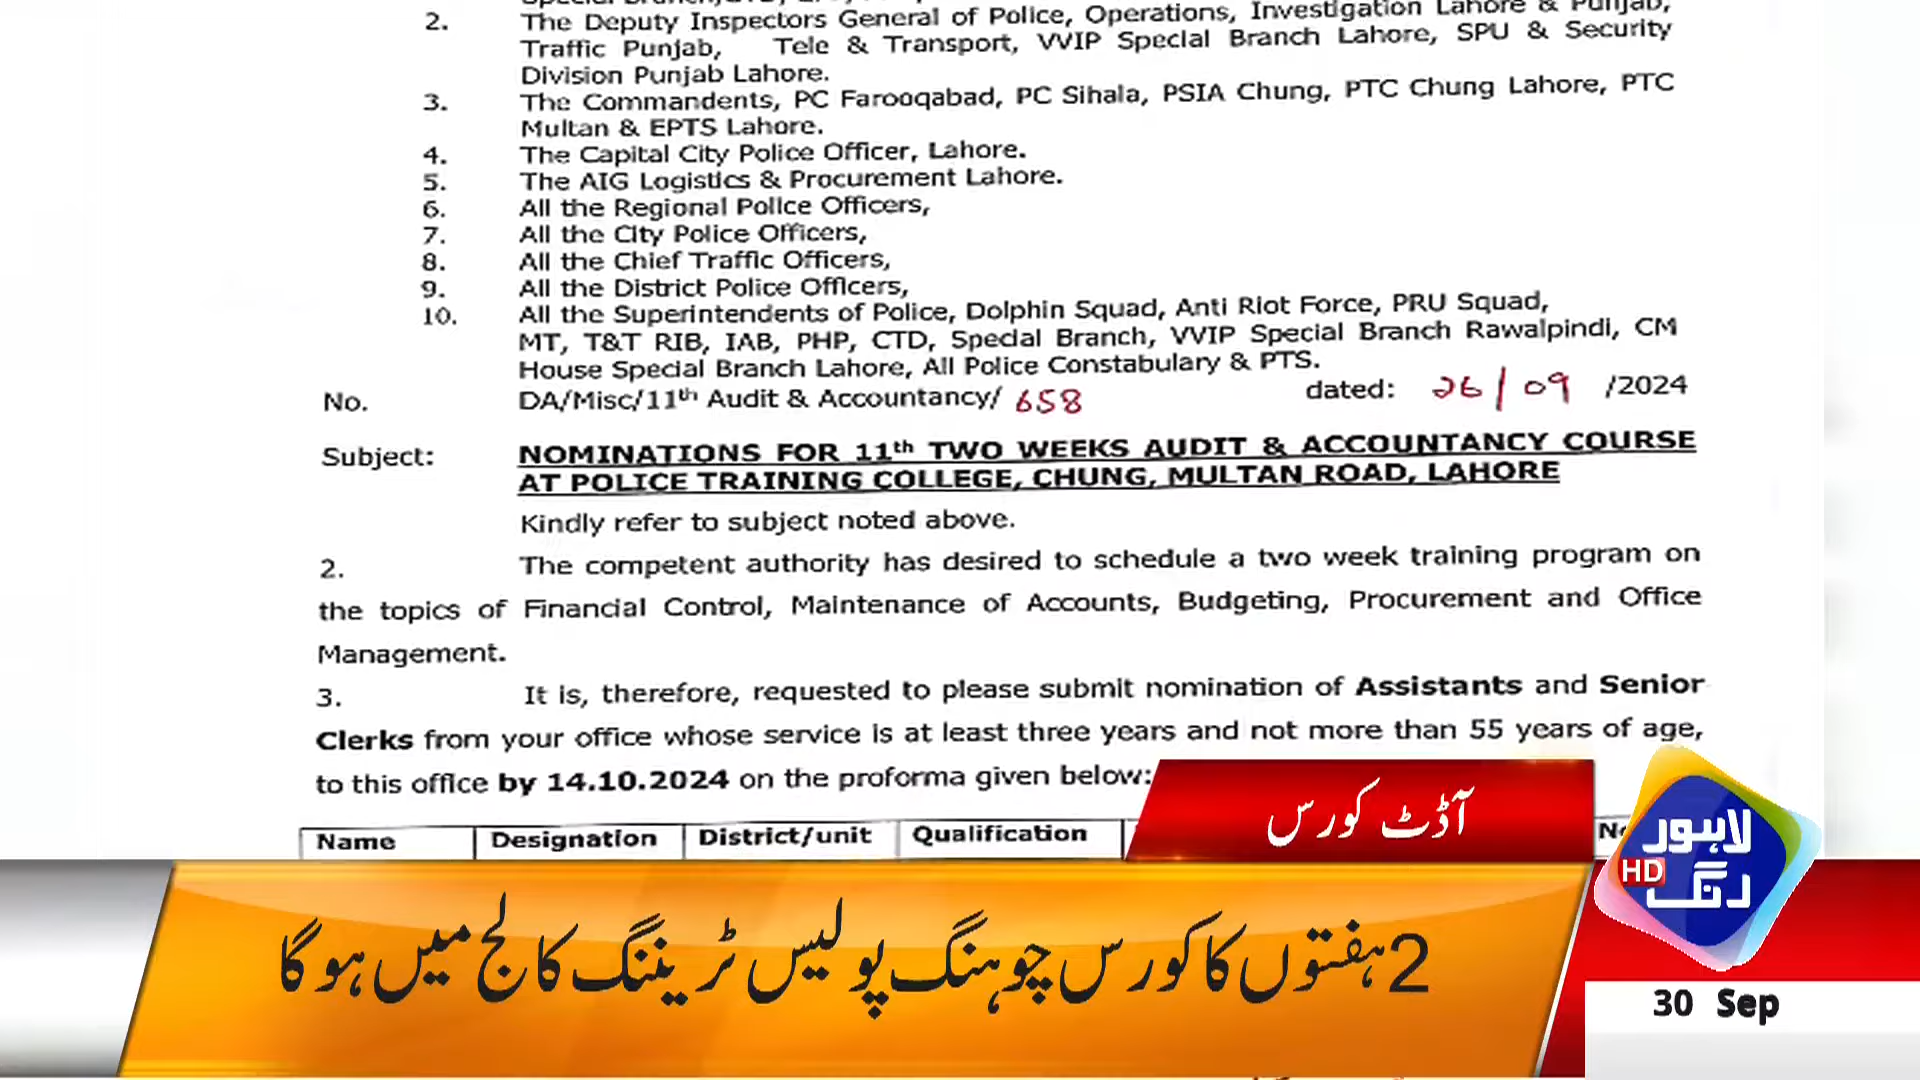 2. The Deputy Inspectors General of Police, Operations, Investigation Lahore & Punjab,
Traffic Punjab, Tele & Transport, VVIP Special Branch Lahore, SPU & Security
Division Punjab Lahore.
3. The Commandents, PC Farooqabad, PC Sihala, PSIA Chung, PTC Chung Lahore, PTC
Multan & EPTS Lahore.
4. The Capital City Police Officer, Lahore.
5. The AIG Logistics & Procurement Lahore.
6. All the Regional Police Officers,
7. All the City Police Officers,
8. All the Chief Traffic Officers,
9. All the District Police Officers,
10. All the Superintendents of Police, Dolphin Squad, Anti Riot Force, PRU Squad,
MT, T&T RIB, IAB, PHP, CTD, Special Branch, VVIP Special Branch Rawalpindi, CM
House Special Branch Lahore, All Police Constabulary & PTS.
No. DA/Misc/11th Audit & Accountancy/ 658 dated: 26/09 /2024
Subject: NOMINATIONS FOR 11th TWO WEEKS AUDIT & ACCOUNTANCY COURSE
AT POLICE TRAINING COLLEGE, CHUNG, MULTAN ROAD, LAHORE
Kindly refer to subject noted above.
2. The competent authority has desired to schedule a two week training program on
the topics of Financial Control, Maintenance of Accounts, Budgeting, Procurement and Office
Management.
3. It is, therefore, requested to please submit nomination of Assistants and Senior
Clerks from your office whose service is at least three years and not more than 55 years of age,
to this office by 14.10.2024 on the proforma given below:
Name Designation District/unit Qualification
آڈٹ کورس
لاہور
رنگ
HD
2 ہفتوں کا کورس چوہنگ پولیس ٹریننگ کالج میں ہوگا
30 Sep